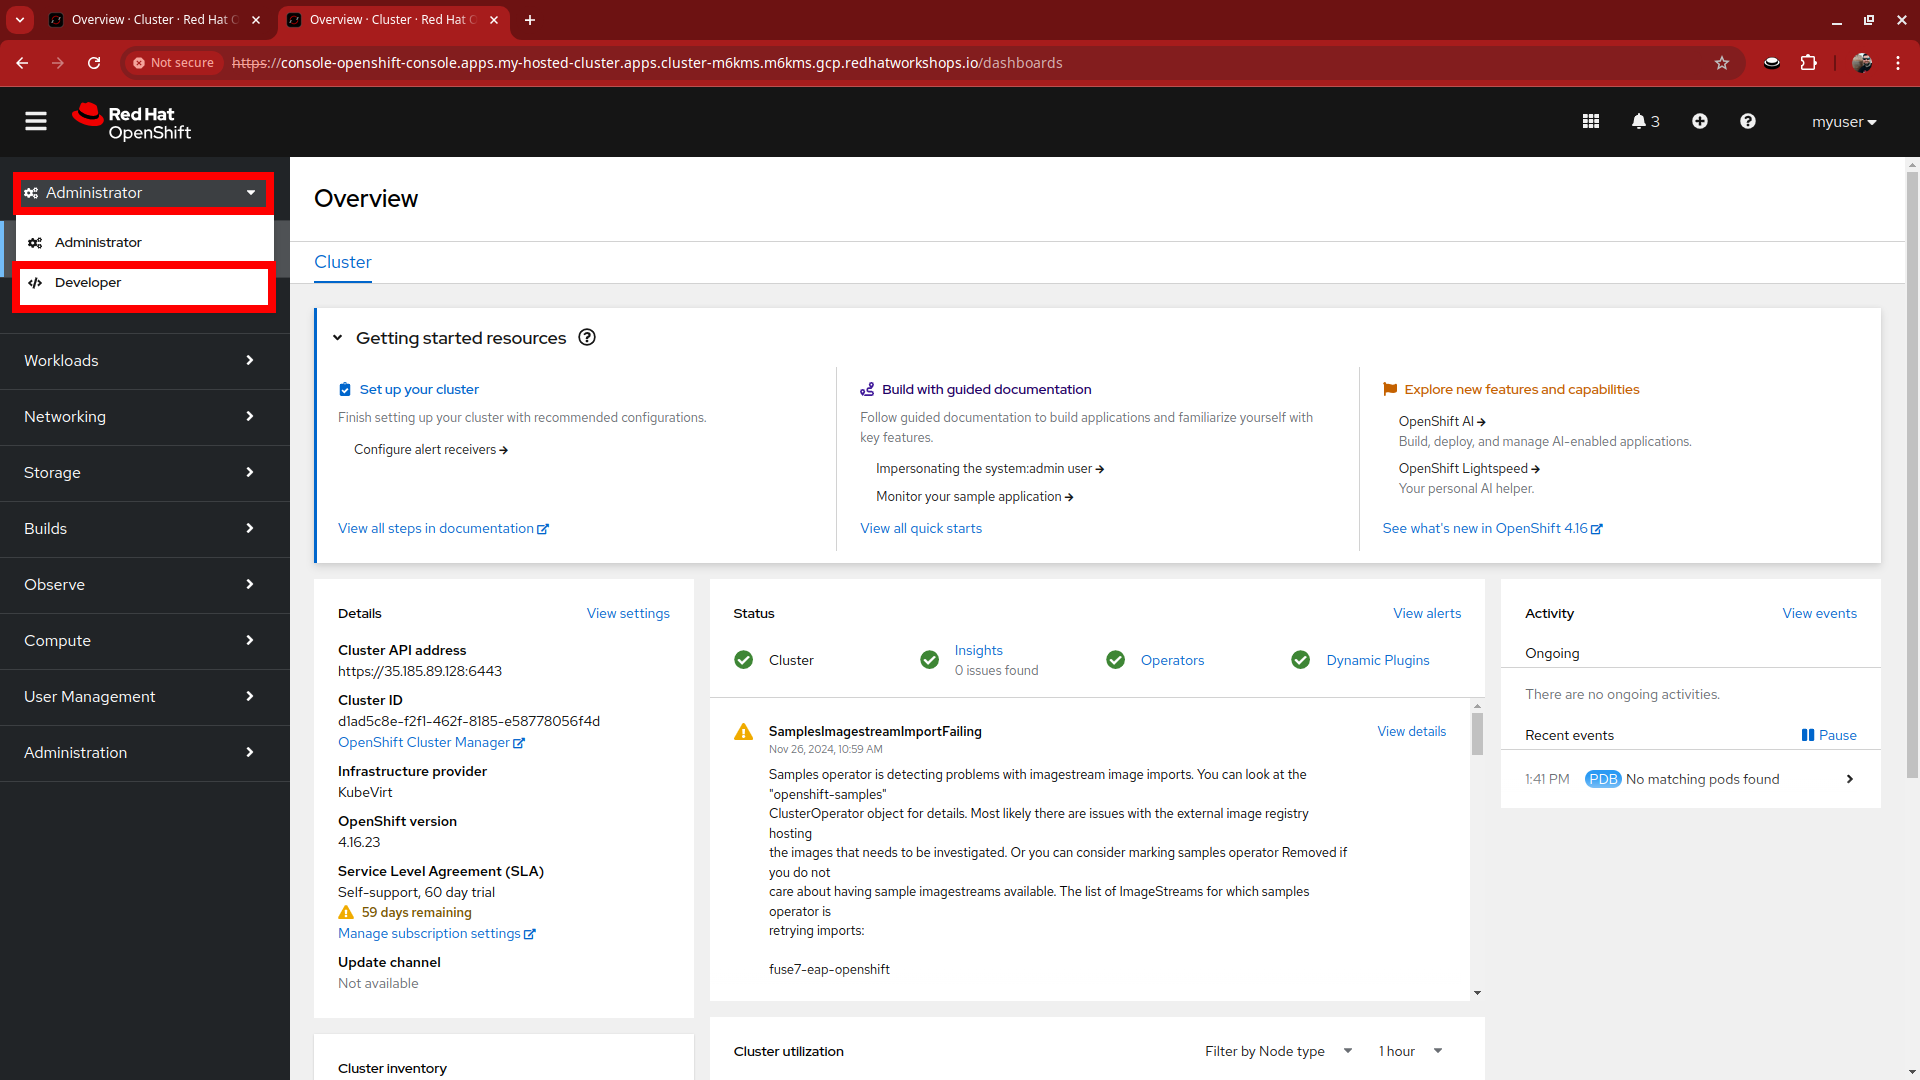 Overview · Cluster · Red Hat O
Overview · Cluster · Red Hat O
Not secure
https://console-openshift-console.apps.my-hosted-cluster.apps.cluster-m6kms.m6kms.gcp.redhatworkshops.io/dashboards
Red Hat
OpenShift
3
myuser
Administrator
Administrator
Developer
Workloads
Networking
Storage
Builds
Observe
Compute
User Management
Administration
Overview
Cluster
Getting started resources
Set up your cluster
Finish setting up your cluster with recommended configurations.
Configure alert receivers
View all steps in documentation
Build with guided documentation
Follow guided documentation to build applications and familiarize yourself with
key features.
Impersonating the system:admin user
Monitor your sample application
View all quick starts
Explore new features and capabilities
OpenShift AI
Build, deploy, and manage AI-enabled applications.
OpenShift Lightspeed
Your personal AI helper.
See what's new in OpenShift 4.16
Details
View settings
Cluster API address
https://35.185.89.128:6443
Cluster ID
d1ad5c8e-f2f1-462f-8185-e58778056f4d
OpenShift Cluster Manager
Infrastructure provider
KubeVirt
OpenShift version
4.16.23
Service Level Agreement (SLA)
Self-support, 60 day trial
59 days remaining
Manage subscription settings
Update channel
Not available
Cluster inventory
Status
View alerts
Cluster
Insights
0 issues found
Operators
Dynamic Plugins
SamplesImagestreamImportFailing
View details
Nov 26, 2024, 10:59 AM
Samples operator is detecting problems with imagestream image imports. You can look at the
"openshift-samples"
ClusterOperator object for details. Most likely there are issues with the external image registry
hosting
the images that needs to be investigated. Or you can consider marking samples operator Removed if
you do not
care about having sample imagestreams available. The list of ImageStreams for which samples
operator is
retrying imports:
fuse7-eap-openshift
Cluster utilization
Filter by Node type
1 hour
Activity
View events
Ongoing
There are no ongoing activities.
Recent events
Pause
1:41 PM
PDB
No matching pods found